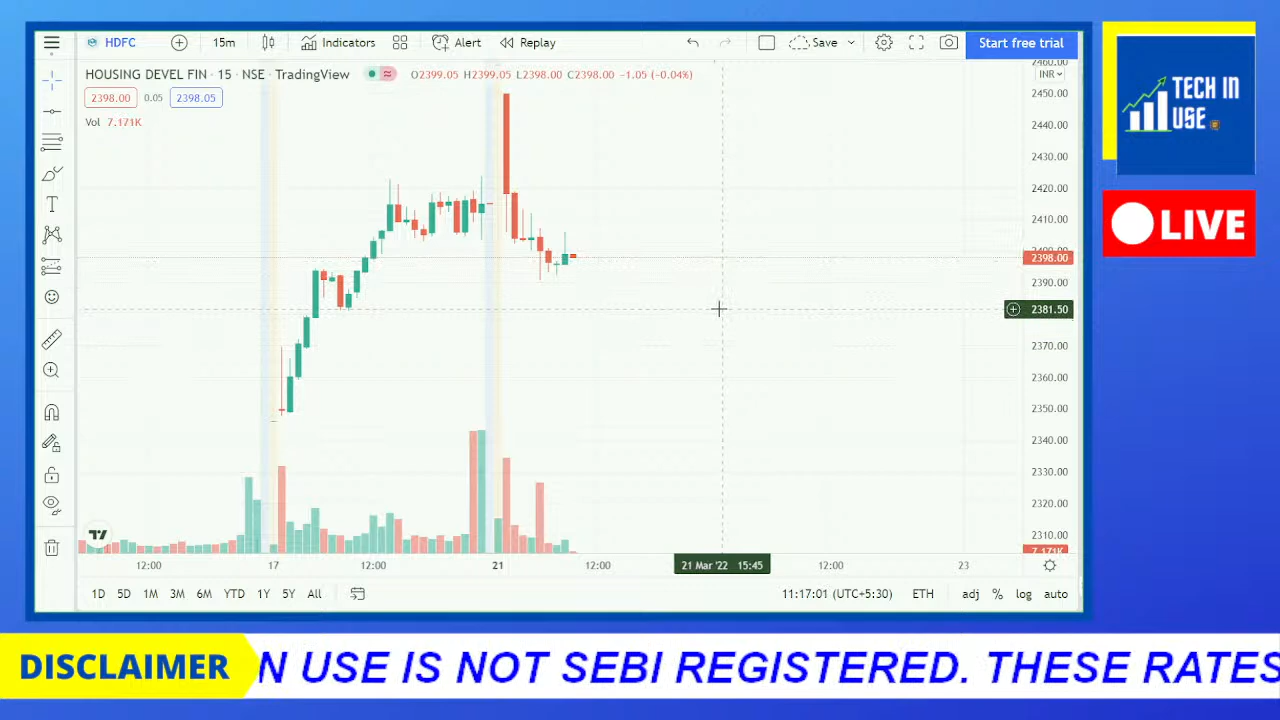 HDFC 15m Indicators Alert Replay Save Start free trial
HOUSING DEVEL FIN · 15 · NSE · TradingView O2399.05 H2399.05 L2398.00 C2398.00 -1.05 (-0.04%)
2398.00 0.05 2398.05
Vol 7.171K
2460.00
INR
2450.00
2440.00
2430.00
2420.00
2410.00
2400.00
2398.00
2390.00
2381.50
2370.00
2360.00
2350.00
2340.00
2330.00
2320.00
2310.00
7.171K
12:00 17 12:00 21 12:00 21 Mar '22 15:45 12:00 23
1D 5D 1M 3M 6M YTD 1Y 5Y All 11:17:01 (UTC+5:30) ETH adj % log auto
TECH IN
USE
LIVE
DISCLAIMER N USE IS NOT SEBI REGISTERED. THESE RATES